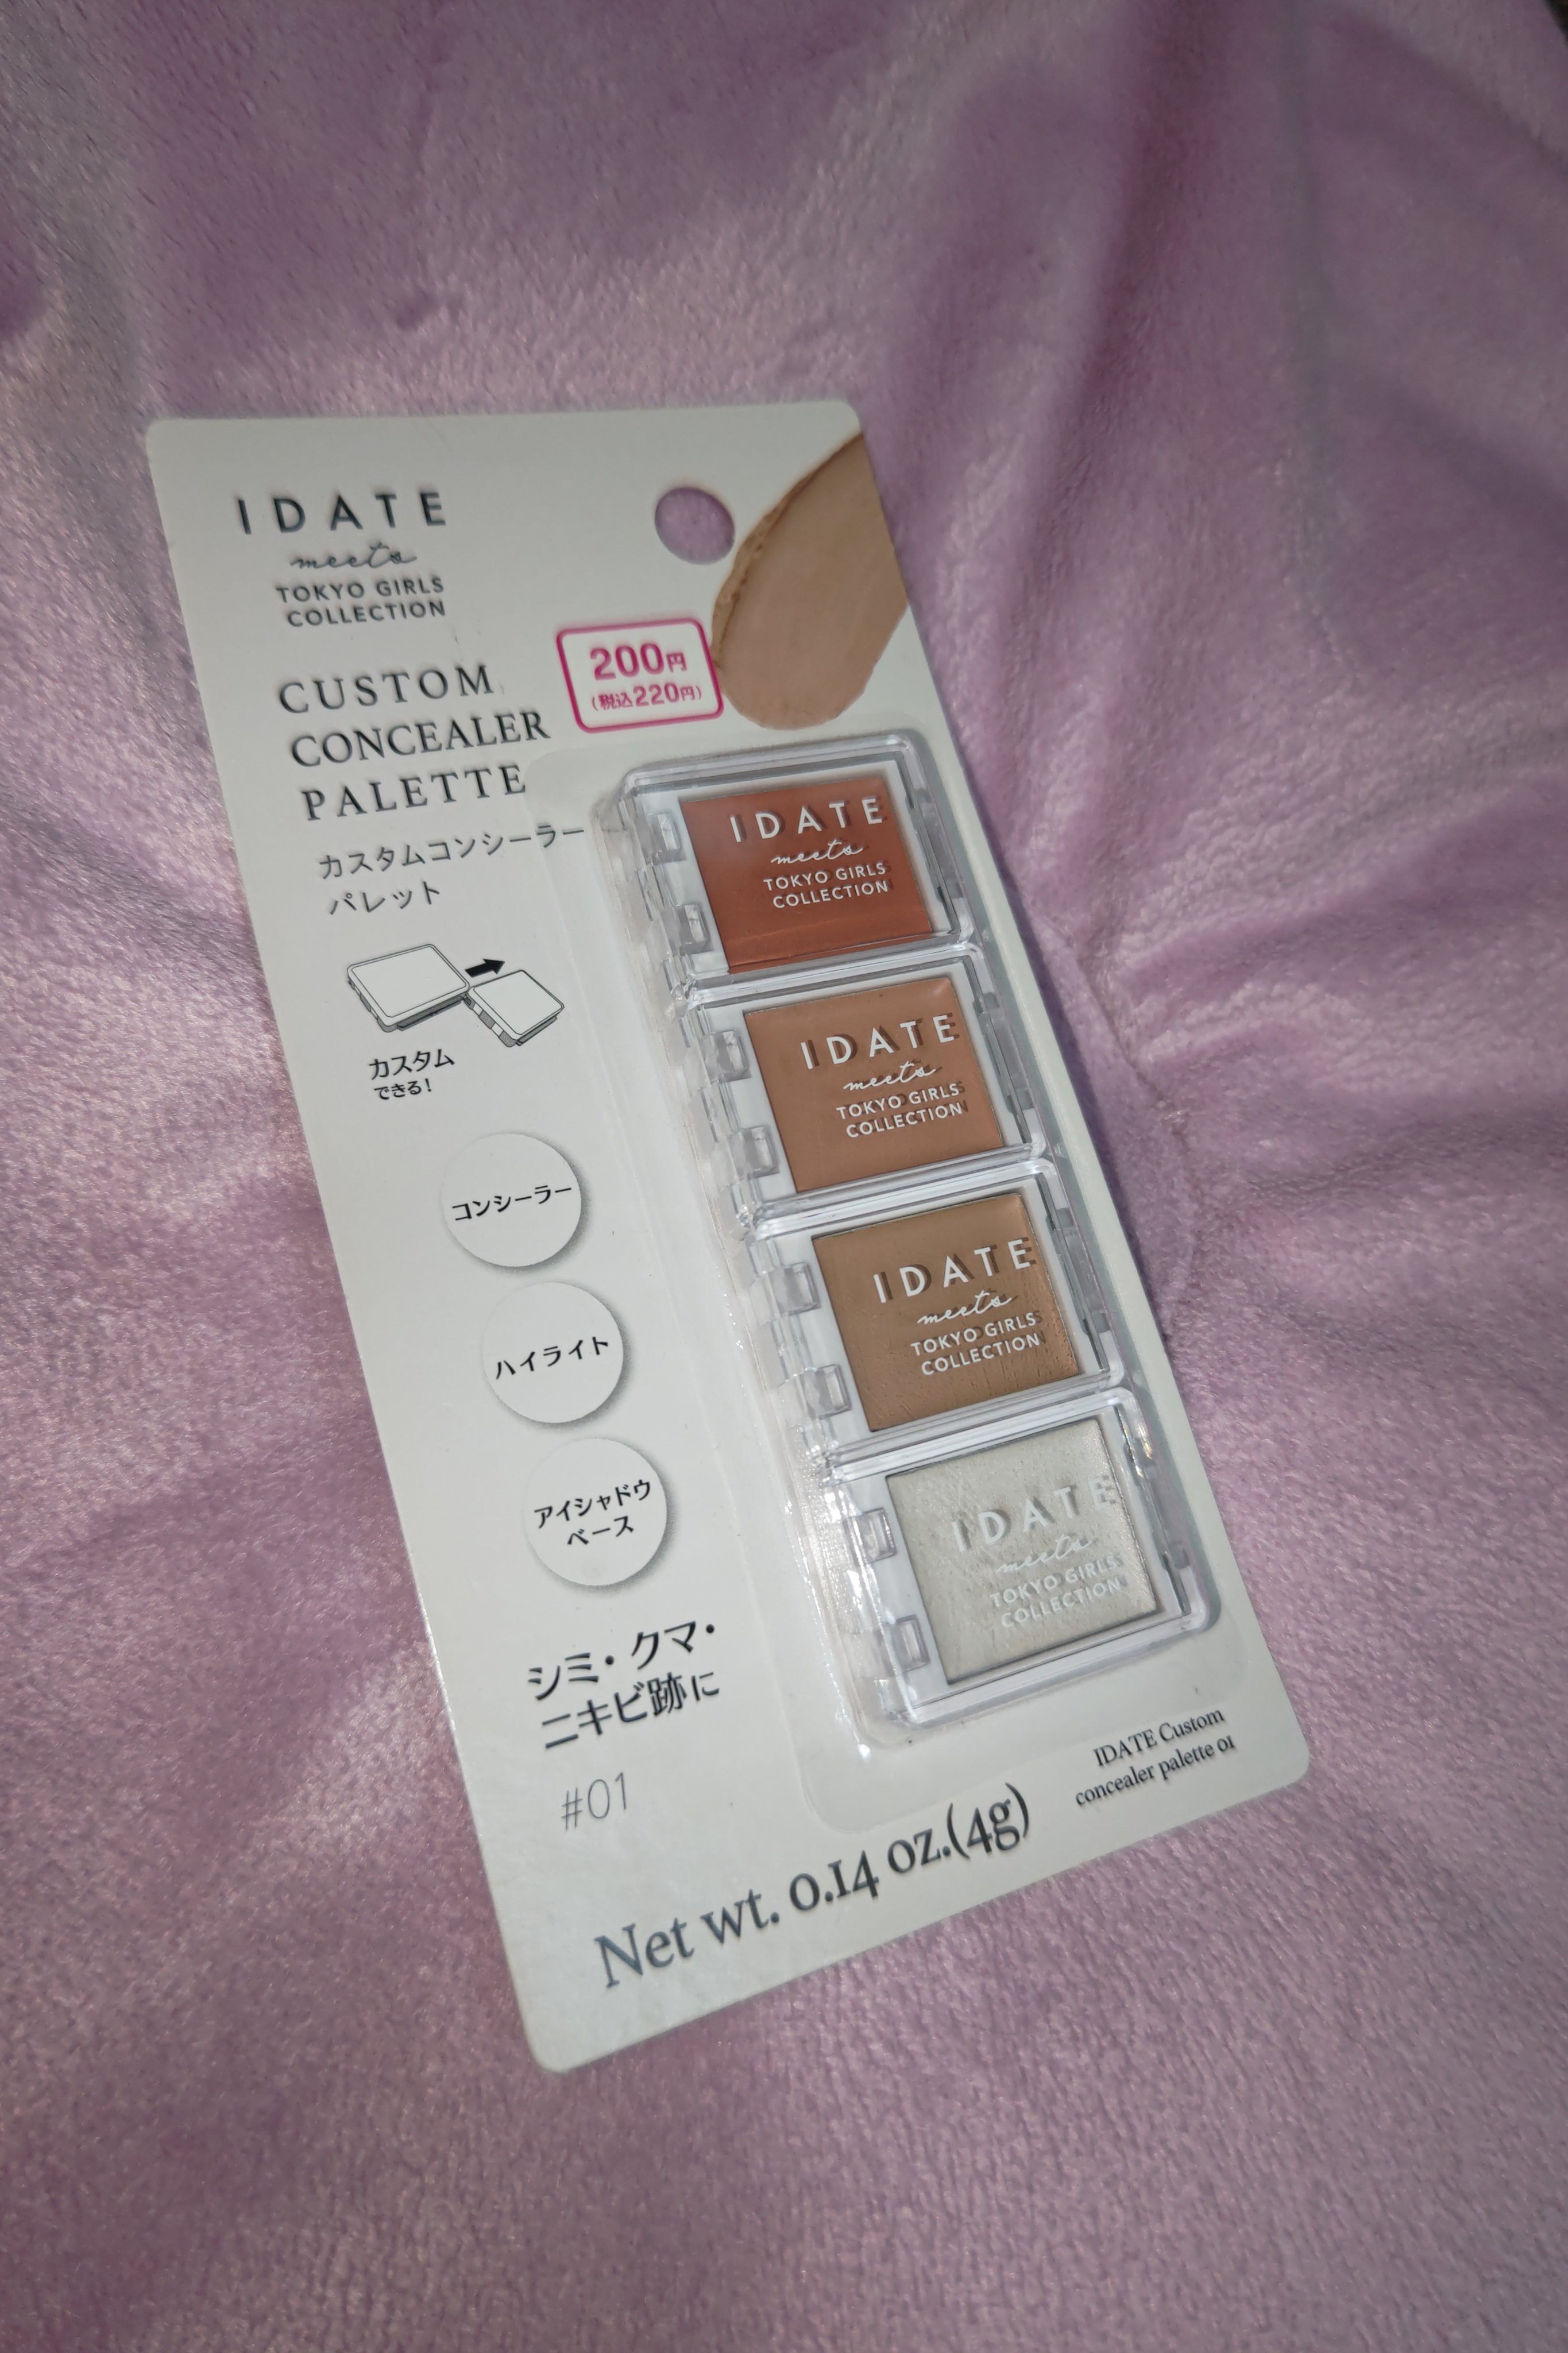 IDATE
meets
TOKYO GIRLS
COLLECTION
200円
(税込220円)
CUSTOM
CONCEALER
PALETTE
カスタムコンシーラー
パレット
カスタム
できる!
コンシーラー
ハイライト
アイシャドウ
ベース
シミ・クマ・
ニキビ跡に
#01
IDATE
meets
TOKYO GIRLS
COLLECTION
IDATE
meets
TOKYO GIRLS
COLLECTION
IDATE
meets
TOKYO GIRLS
COLLECTION
IDATE
meets
TOKYO GIRLS
COLLECTION
IDATE Custom
concealer palette 01
Net wt. 0.14 oz.(4g)